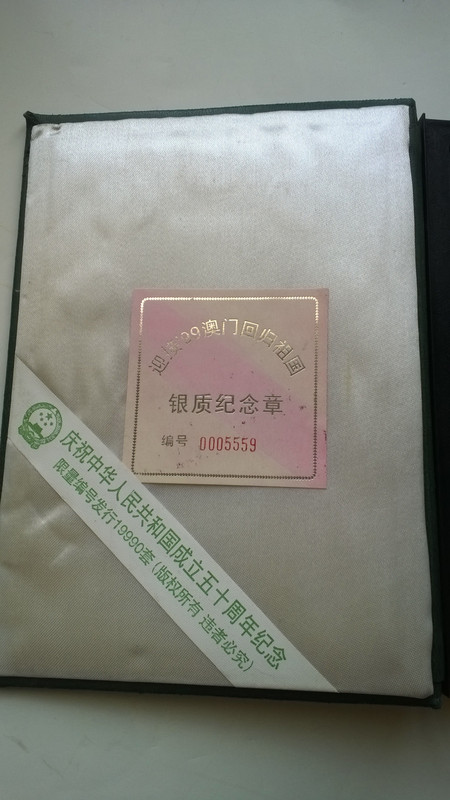 迎接'99澳门回归祖国
银质纪念章
编号 0005559
庆祝中华人民共和国成立五十周年纪念
限量编号发行19990套(版权所有 违者必究)